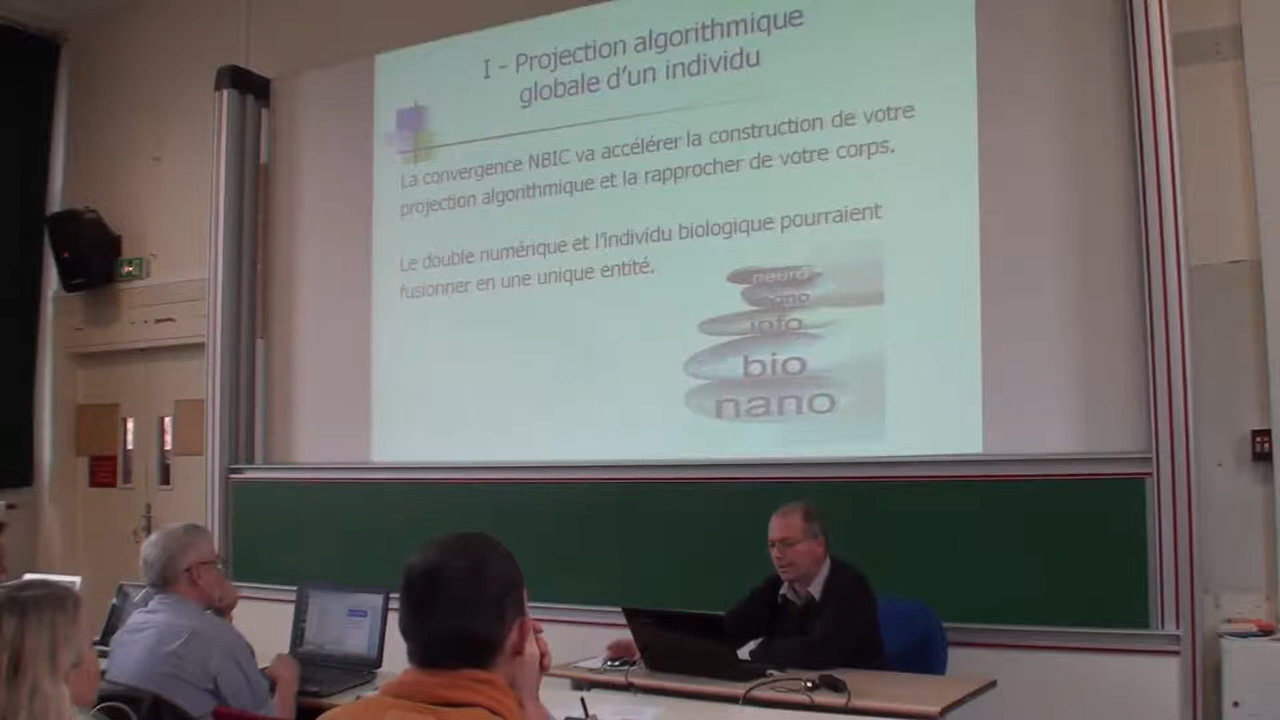 I - Projection algorithmique
globale d'un individu
La convergence NBIC va accélérer la construction de votre
projection algorithmique et la rapprocher de votre corps.
Le double numérique et l'individu biologique pourraient
fusionner en une unique entité.
neuro
info
bio
nano